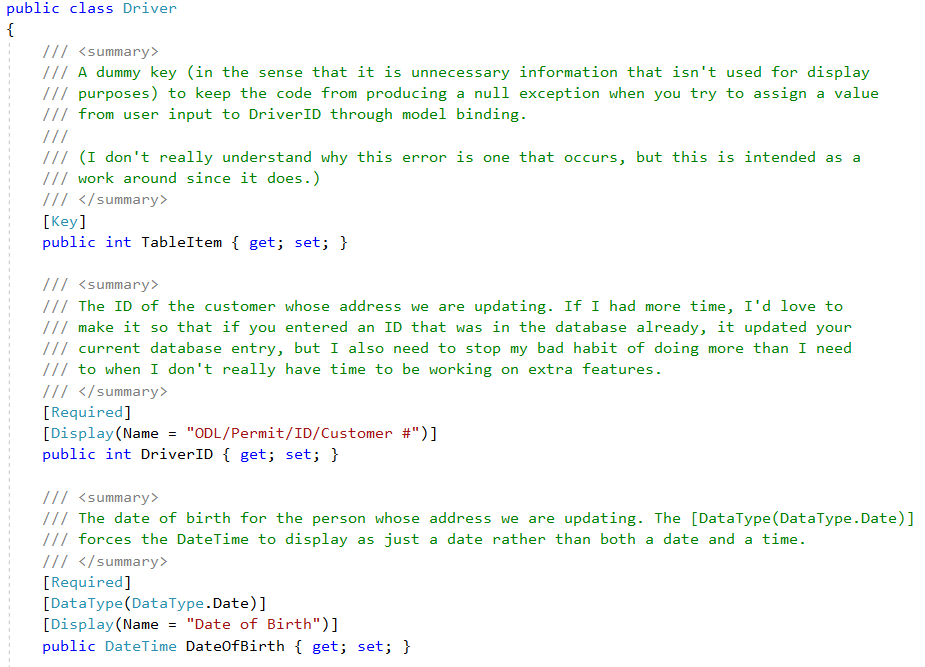 public class Driver
{
/// <summary>
/// A dummy key (in the sense that it is unnecessary information that isn't used for display
/// purposes) to keep the code from producing a null exception when you try to assign a value
/// from user input to DriverID through model binding.
///
/// (I don't really understand why this error is one that occurs, but this is intended as a
/// work around since it does.)
/// </summary>
[Key]
public int TableItem { get; set; }
/// <summary>
/// The ID of the customer whose address we are updating. If I had more time, I'd love to
/// make it so that if you entered an ID that was in the database already, it updated your
/// current database entry, but I also need to stop my bad habit of doing more than I need
/// to when I don't really have time to be working on extra features.
/// </summary>
[Required]
[Display(Name = "ODL/Permit/ID/Customer #")]
public int DriverID { get; set; }
/// <summary>
/// The date of birth for the person whose address we are updating. The [DataType(DataType.Date)]
/// forces the DateTime to display as just a date rather than both a date and a time.
/// </summary>
[Required]
[DataType(DataType.Date)]
[Display(Name = "Date of Birth")]
public DateTime DateOfBirth { get; set; }